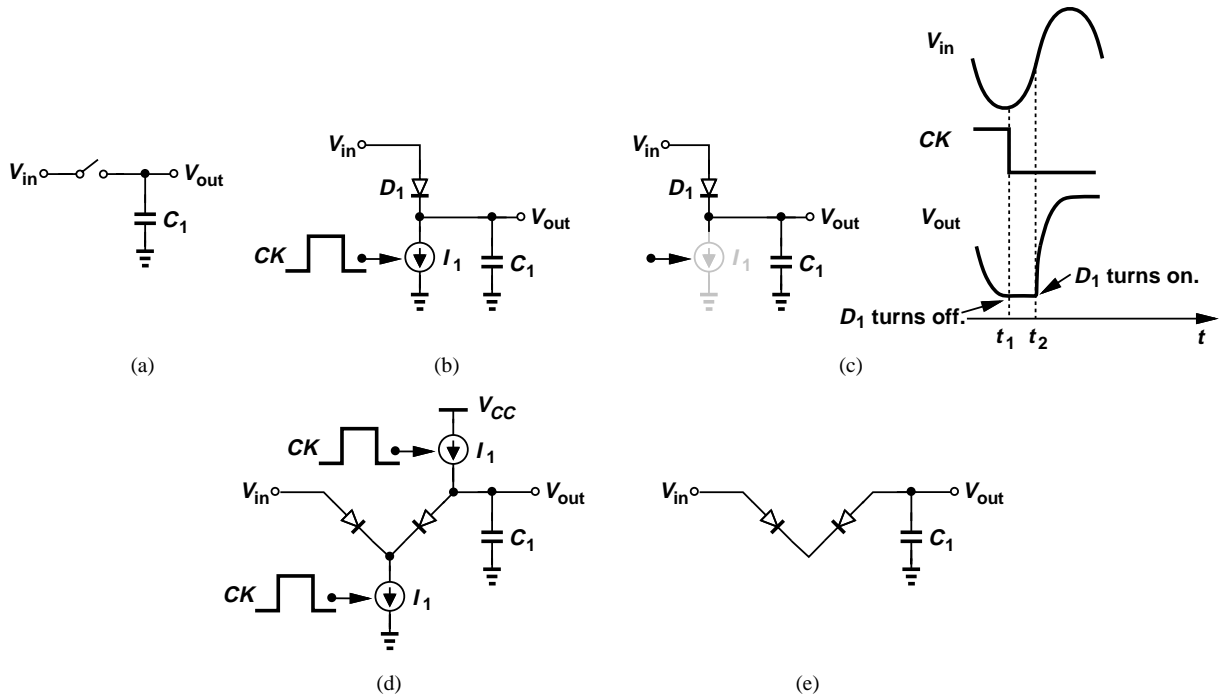 V_in
V_out
C_1
(a)
V_in
D_1
V_out
CK
I_1
C_1
(b)
V_in
D_1
V_out
I_1
C_1
V_in
CK
V_out
D_1 turns on.
D_1 turns off.
t_1
t_2
t
(c)
V_CC
CK
I_1
V_in
V_out
C_1
CK
I_1
(d)
V_in
V_out
C_1
(e)